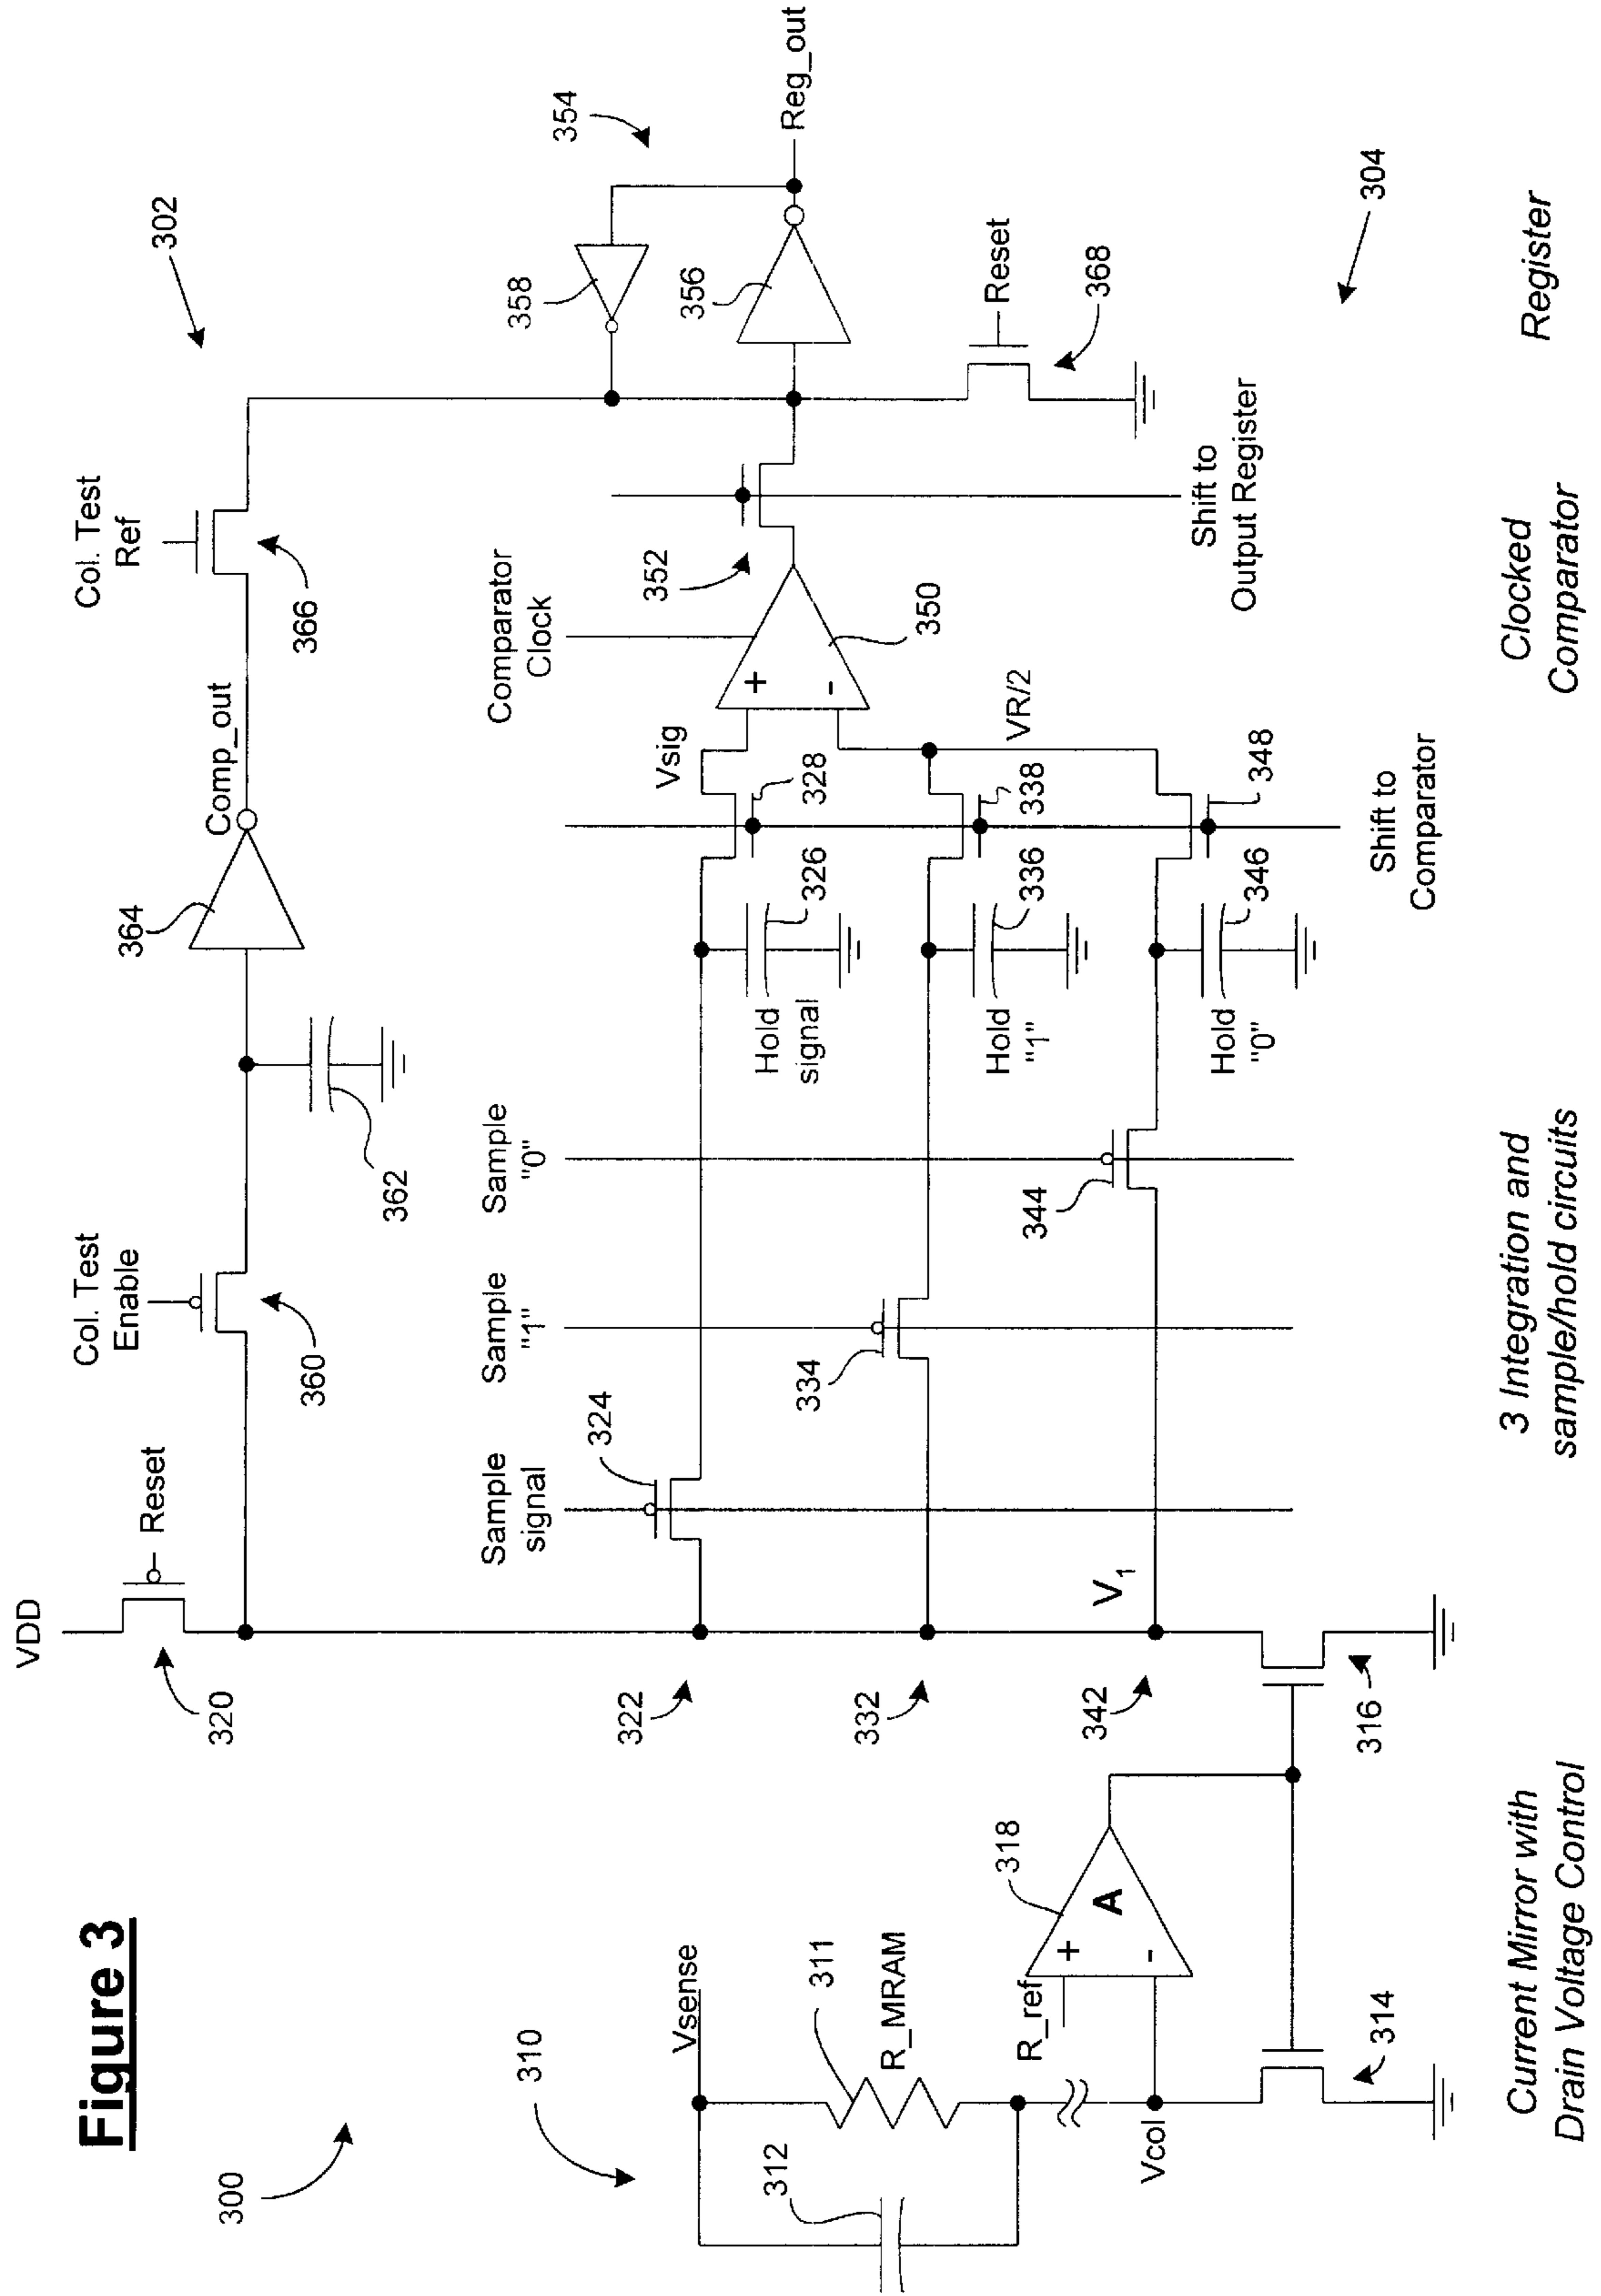 Figure 3
300
302
304
VDD
Reset
320
Col. Test
Enable
360
362
364
Comp_out
Col. Test
Ref
366
354
358
356
Reg_out
Reset
368
Sample
signal
324
Sample
"1"
334
Sample
"0"
344
Hold
signal
326
Hold
"1"
336
Hold
"0"
346
Vsig
328
338
348
VR/2
Shift to
Comparator
Comparator
Clock
+
-
350
352
Shift to
Output Register
322
332
342
V1
310
Vsense
311
R_MRAM
312
R_ref
+
-
A
318
Vcol
314
316
Current Mirror with
Drain Voltage Control
3 Integration and
sample/hold circuits
Clocked
Comparator
Register